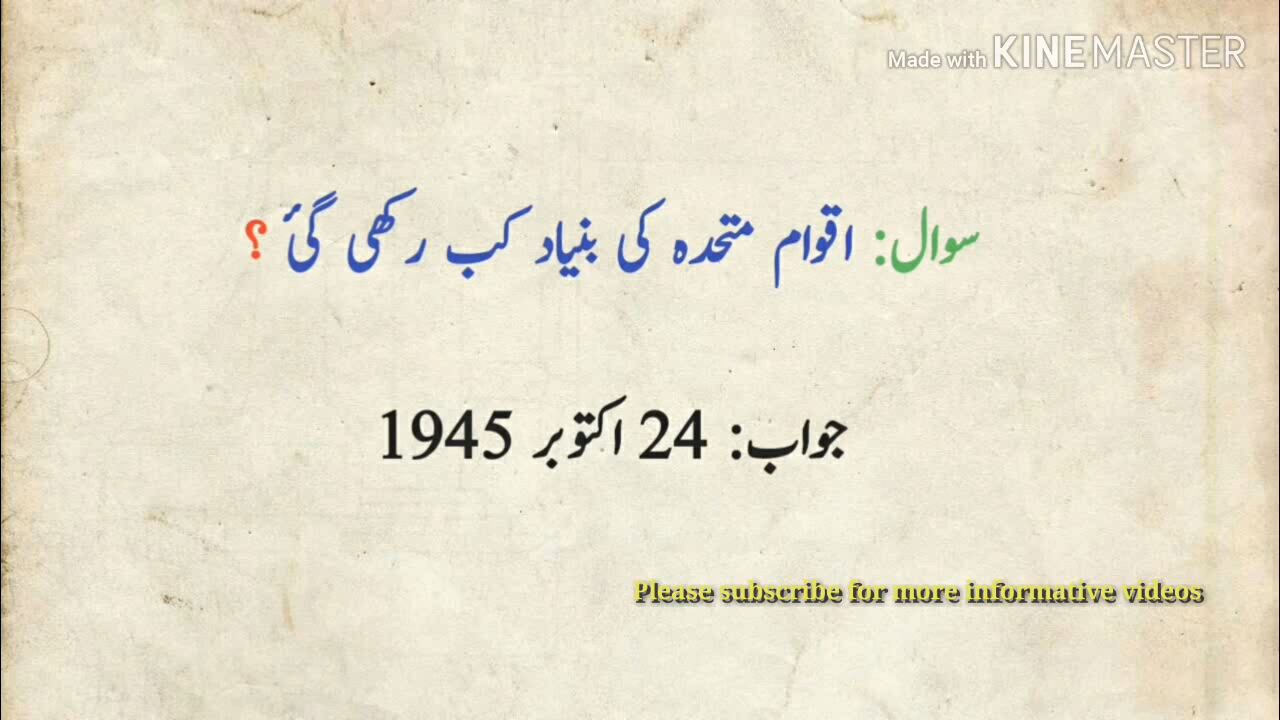 Made with KINEMASTER
سوال: اقوام متحدہ کی بنیاد کب رکھی گئ ؟
جواب: 24 اکتوبر 1945
Please subscribe for more informative videos